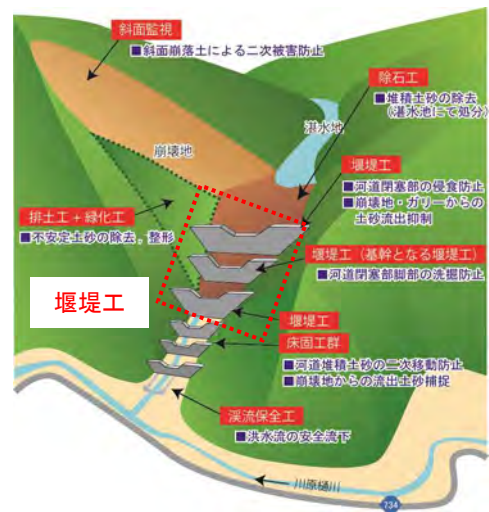 斜面監視
■斜面崩落土による二次被害防止
除石工
■堆積土砂の除去
(湛水池にて処分)
湛水地
崩壊地
堰堤工
■河道閉塞部の侵食防止
■崩壊地・ガリーからの
土砂流出抑制
排土工+緑化工
■不安定土砂の除去、整形
堰堤工(基幹となる堰堤工)
■河道閉塞部脚部の洗掘防止
堰堤工
堰堤工
床固工群
■河道堆積土砂の二次移動防止
■崩壊地からの流出土砂捕捉
渓流保全工
■洪水流の安全流下
川原樋川
734